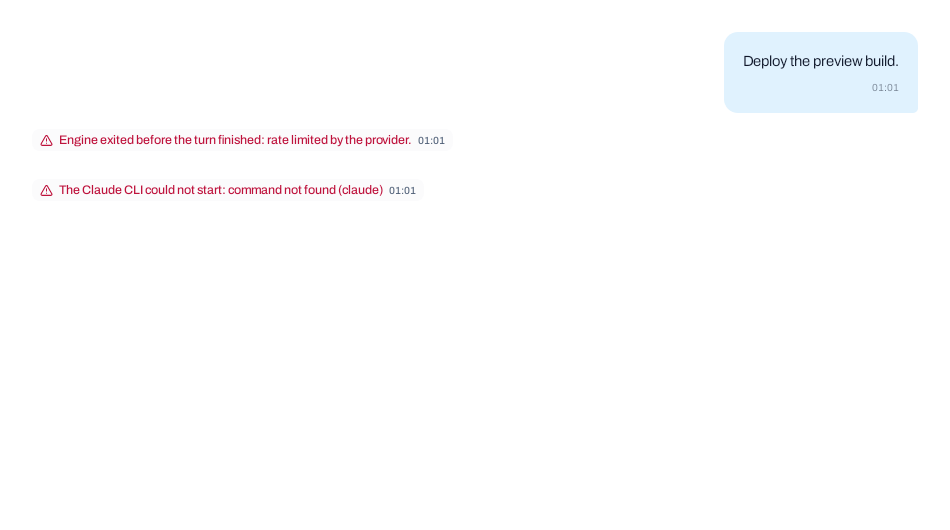 Deploy the preview build.
01:01
Engine exited before the turn finished: rate limited by the provider. 01:01
The Claude CLI could not start: command not found (claude) 01:01